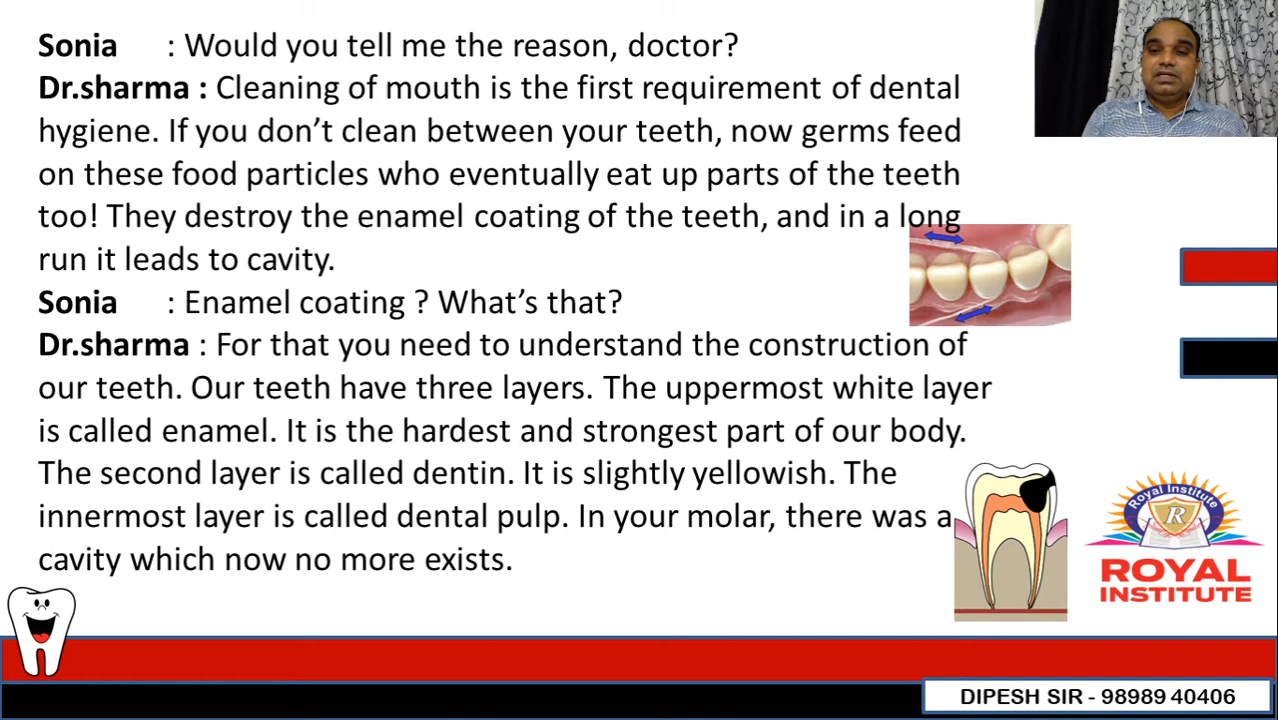 Sonia : Would you tell me the reason, doctor?
Dr.sharma : Cleaning of mouth is the first requirement of dental
hygiene. If you don't clean between your teeth, now germs feed
on these food particles who eventually eat up parts of the teeth
too! They destroy the enamel coating of the teeth, and in a long
run it leads to cavity.
Sonia : Enamel coating ? What's that?
Dr.sharma : For that you need to understand the construction of
our teeth. Our teeth have three layers. The uppermost white layer
is called enamel. It is the hardest and strongest part of our body.
The second layer is called dentin. It is slightly yellowish. The
innermost layer is called dental pulp. In your molar, there was a
cavity which now no more exists.
Royal Institute
R
ROYAL
INSTITUTE
DIPESH SIR - 98989 40406